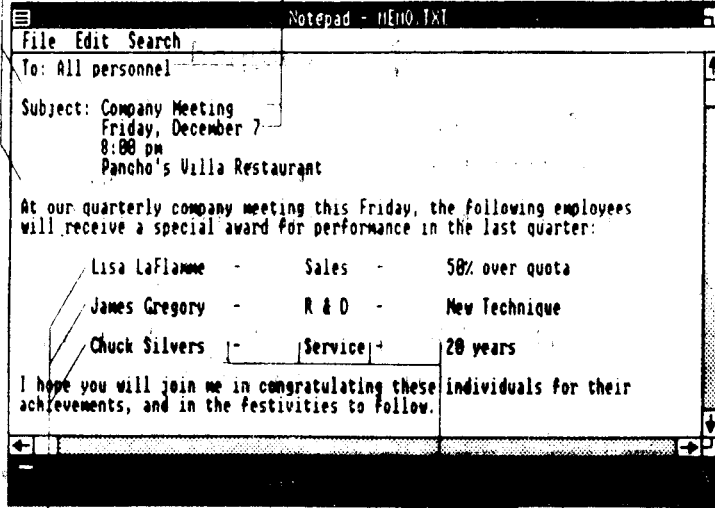 Notepad - MEMO.TXT
File Edit Search
To: All personnel
Subject: Company Meeting
Friday, December 7
8:00 pm
Pancho's Villa Restaurant
At our quarterly company meeting this Friday, the following employees
will receive a special award for performance in the last quarter:
Lisa LaFlamme - Sales - 50% over quota
James Gregory - R & D - New Technique
Chuck Silvers - Service - 20 years
I hope you will join me in congratulating these individuals for their
achievements, and in the festivities to follow.